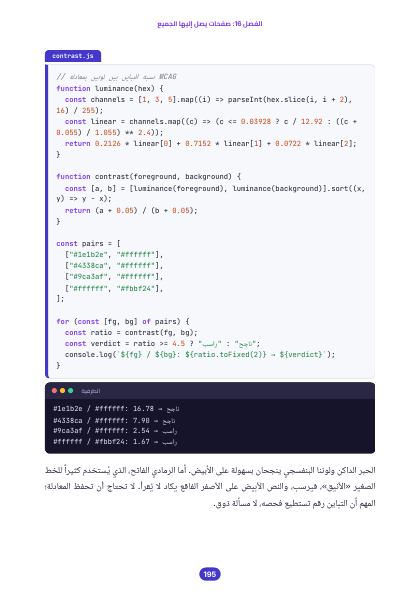 الفصل 16: صفحات يصل إليها الجميع
contrast.js
// نسبة التباين بين لونين بمعادلة WCAG
function luminance(hex) {
const channels = [1, 3, 5].map((i) => parseInt(hex.slice(i, i + 2),
16) / 255);
const linear = channels.map((c) => (c <= 0.03928 ? c / 12.92 : ((c +
0.055) / 1.055) ** 2.4));
return 0.2126 * linear[0] + 0.7152 * linear[1] + 0.0722 * linear[2];
}
function contrast(foreground, background) {
const [a, b] = [luminance(foreground), luminance(background)].sort((x,
y) => y - x);
return (a + 0.05) / (b + 0.05);
}
const pairs = [
["#1e1b2e", "#ffffff"],
["#4338ca", "#ffffff"],
["#9ca3af", "#ffffff"],
["#ffffff", "#fbbf24"],
];
for (const [fg, bg] of pairs) {
const ratio = contrast(fg, bg);
const verdict = ratio >= 4.5 ? "ناجح" : "راسب";
console.log(`${fg} / ${bg}: ${ratio.toFixed(2)} → ${verdict}`);
}
الطرفية
#1e1b2e / #ffffff: 16.78 → ناجح
#4338ca / #ffffff: 7.90 → ناجح
#9ca3af / #ffffff: 2.54 → راسب
#ffffff / #fbbf24: 1.67 → راسب
الحبر الداكن ولوننا البنفسجي ينجحان بسهولة على الأبيض. أما الرمادي الفاتح، الذي يُستخدم كثيراً للخط
الصغير «الأنيق»، فيرسب، والنص الأبيض على الأصفر الفاقع يكاد لا يُقرأ. لا تحتاج أن تحفظ المعادلة؛
المهم أن التباين رقم تستطيع فحصه، لا مسألة ذوق.
195